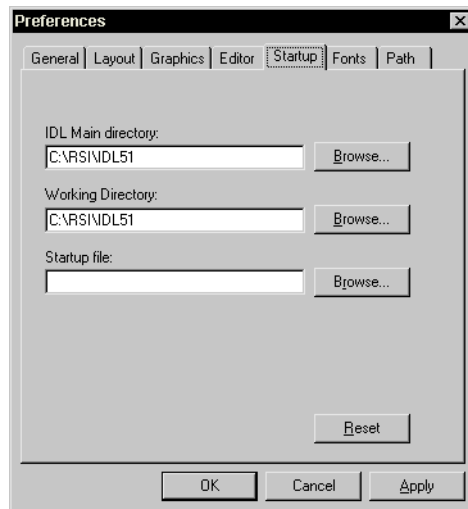 Preferences
General Layout Graphics Editor Startup Fonts Path
IDL Main directory:
C:\RSI\IDL51 Browse...
Working Directory:
C:\RSI\IDL51 Browse...
Startup file:
Browse...
Reset
OK Cancel Apply